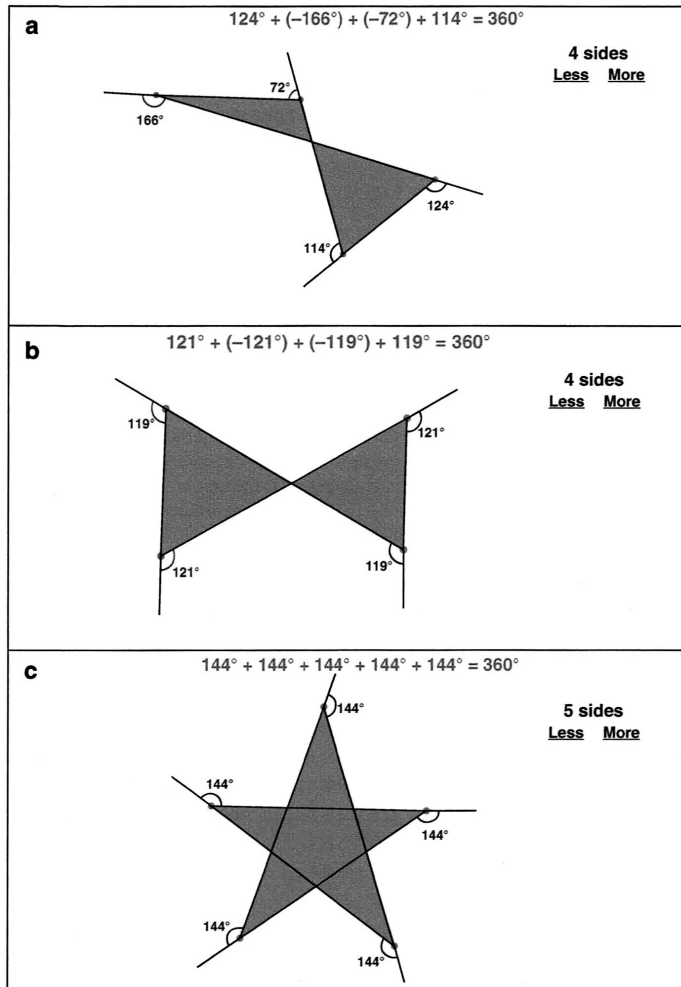 a
124° + (–166°) + (–72°) + 114° = 360°
4 sides
Less More
72°
166°
124°
114°
b
121° + (–121°) + (–119°) + 119° = 360°
4 sides
Less More
119°
121°
121°
119°
c
144° + 144° + 144° + 144° + 144° = 360°
5 sides
Less More
144°
144°
144°
144°
144°